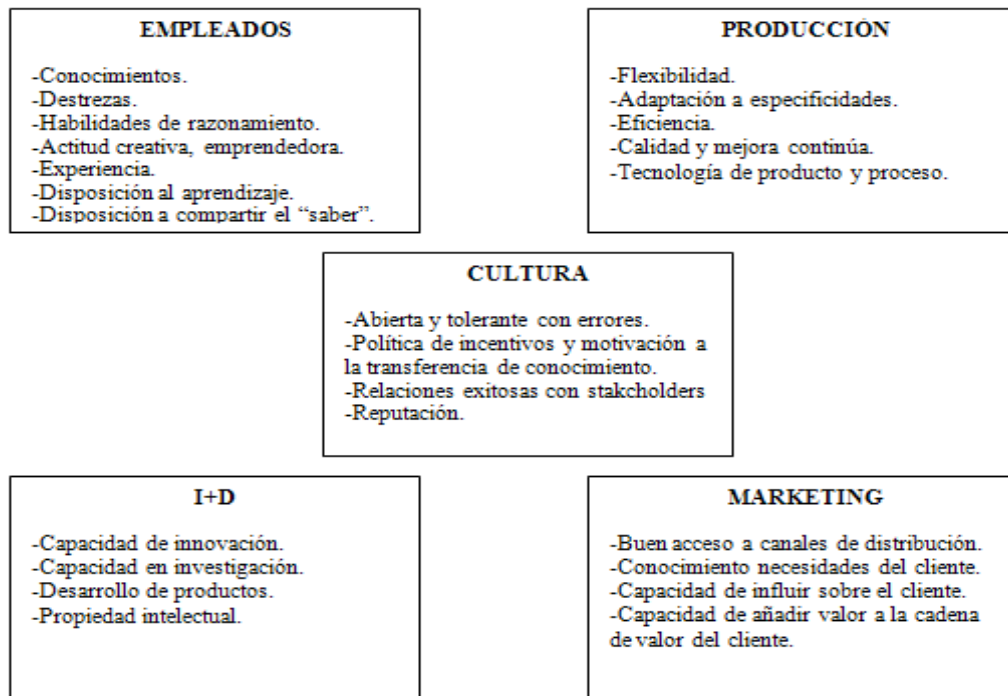 EMPLEADOS
-Conocimientos.
-Destrezas.
-Habilidades de razonamiento.
-Actitud creativa, emprendedora.
-Experiencia.
-Disposición al aprendizaje.
-Disposición a compartir el “saber”.
PRODUCCIÓN
-Flexibilidad.
-Adaptación a especificidades.
-Eficiencia.
-Calidad y mejora continúa.
-Tecnología de producto y proceso.
CULTURA
-Abierta y tolerante con errores.
-Política de incentivos y motivación a
la transferencia de conocimiento.
-Relaciones exitosas con stakcholders
-Reputación.
I+D
-Capacidad de innovación.
-Capacidad en investigación.
-Desarrollo de productos.
-Propiedad intelectual.
MARKETING
-Buen acceso a canales de distribución.
-Conocimiento necesidades del cliente.
-Capacidad de influir sobre el cliente.
-Capacidad de añadir valor a la cadena
de valor del cliente.